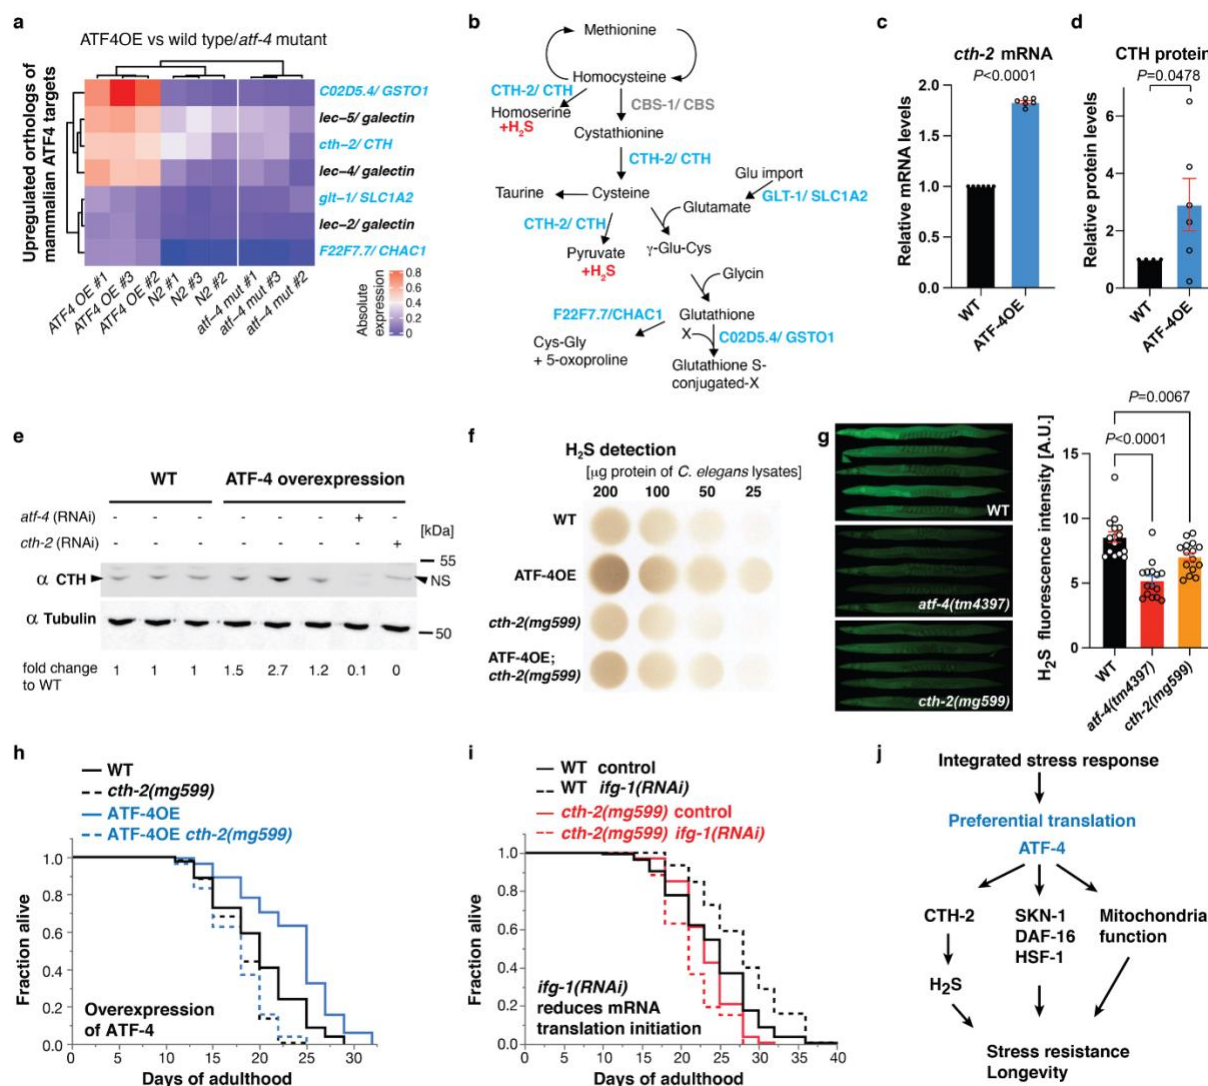 a
ATF4OE vs wild type/atf-4 mutant
Upregulated orthologs of
mammalian ATF4 targets
C02D5.4/ GSTO1
lec–5/ galectin
cth–2/ CTH
lec–4/ galectin
glt–1/ SLC1A2
lec–2/ galectin
F22F7.7/ CHAC1
ATF4 OE #1
ATF4 OE #3
ATF4 OE #2
N2 #1
N2 #3
N2 #2
atf–4 mut #1
atf–4 mut #3
atf–4 mut #2
Absolute
expression
0.8
0.6
0.4
0.2
0
b
Methionine
Homocysteine
CTH-2/ CTH
Homoserine
+H₂S
CBS-1/ CBS
Cystathionine
CTH-2/ CTH
Taurine
Cysteine
Glu import
GLT-1/ SLC1A2
Glutamate
CTH-2/ CTH
Pyruvate
+H₂S
γ-Glu-Cys
Glycin
F22F7.7/CHAC1
Glutathione
X
C02D5.4/ GSTO1
Cys-Gly
+ 5-oxoproline
Glutathione S-
conjugated-X
c
cth-2 mRNA
P<0.0001
Relative mRNA levels
2.0
1.5
1.0
0.5
0.0
WT
ATF-4OE
d
CTH protein
P=0.0478
Relative protein levels
6
4
2
0
WT
ATF-4OE
e
WT
ATF-4 overexpression
atf-4 (RNAi) - - - - - - + -
cth-2 (RNAi) - - - - - - - +
[kDa]
55
α CTH
NS
α Tubulin
50
fold change
to WT
1 1 1 1.5 2.7 1.2 0.1 0
f
H₂S detection
[μg protein of C. elegans lysates]
200 100 50 25
WT
ATF-4OE
cth-2(mg599)
ATF-4OE;
cth-2(mg599)
g
WT
atf-4(tm4397)
cth-2(mg599)
P=0.0067
P<0.0001
H₂S fluorescence intensity [A.U.]
15
10
5
0
WT
atf-4(tm4397)
cth-2(mg599)
h
WT
cth-2(mg599)
ATF-4OE
ATF-4OE cth-2(mg599)
Fraction alive
1.0
0.8
0.6
0.4
0.2
0.0
Overexpression
of ATF-4
0 5 10 15 20 25 30
Days of adulthood
i
WT control
WT ifg-1(RNAi)
cth-2(mg599) control
cth-2(mg599) ifg-1(RNAi)
Fraction alive
1.0
0.8
0.6
0.4
0.2
0.0
ifg-1(RNAi)
reduces mRNA
translation initiation
0 5 10 15 20 25 30 35 40
Days of adulthood
j
Integrated stress response
Preferential translation
ATF-4
CTH-2
SKN-1
DAF-16
HSF-1
Mitochondria
function
H₂S
Stress resistance
Longevity